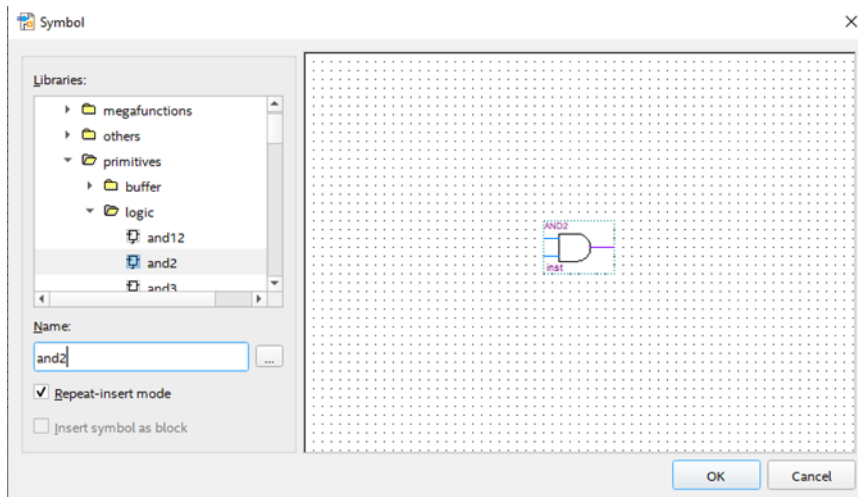 Symbol
Libraries:
megafunctions
others
primitives
buffer
logic
and12
and2
and3
Name:
and2
...
Repeat-insert mode
Insert symbol as block
AND2
inst
OK
Cancel